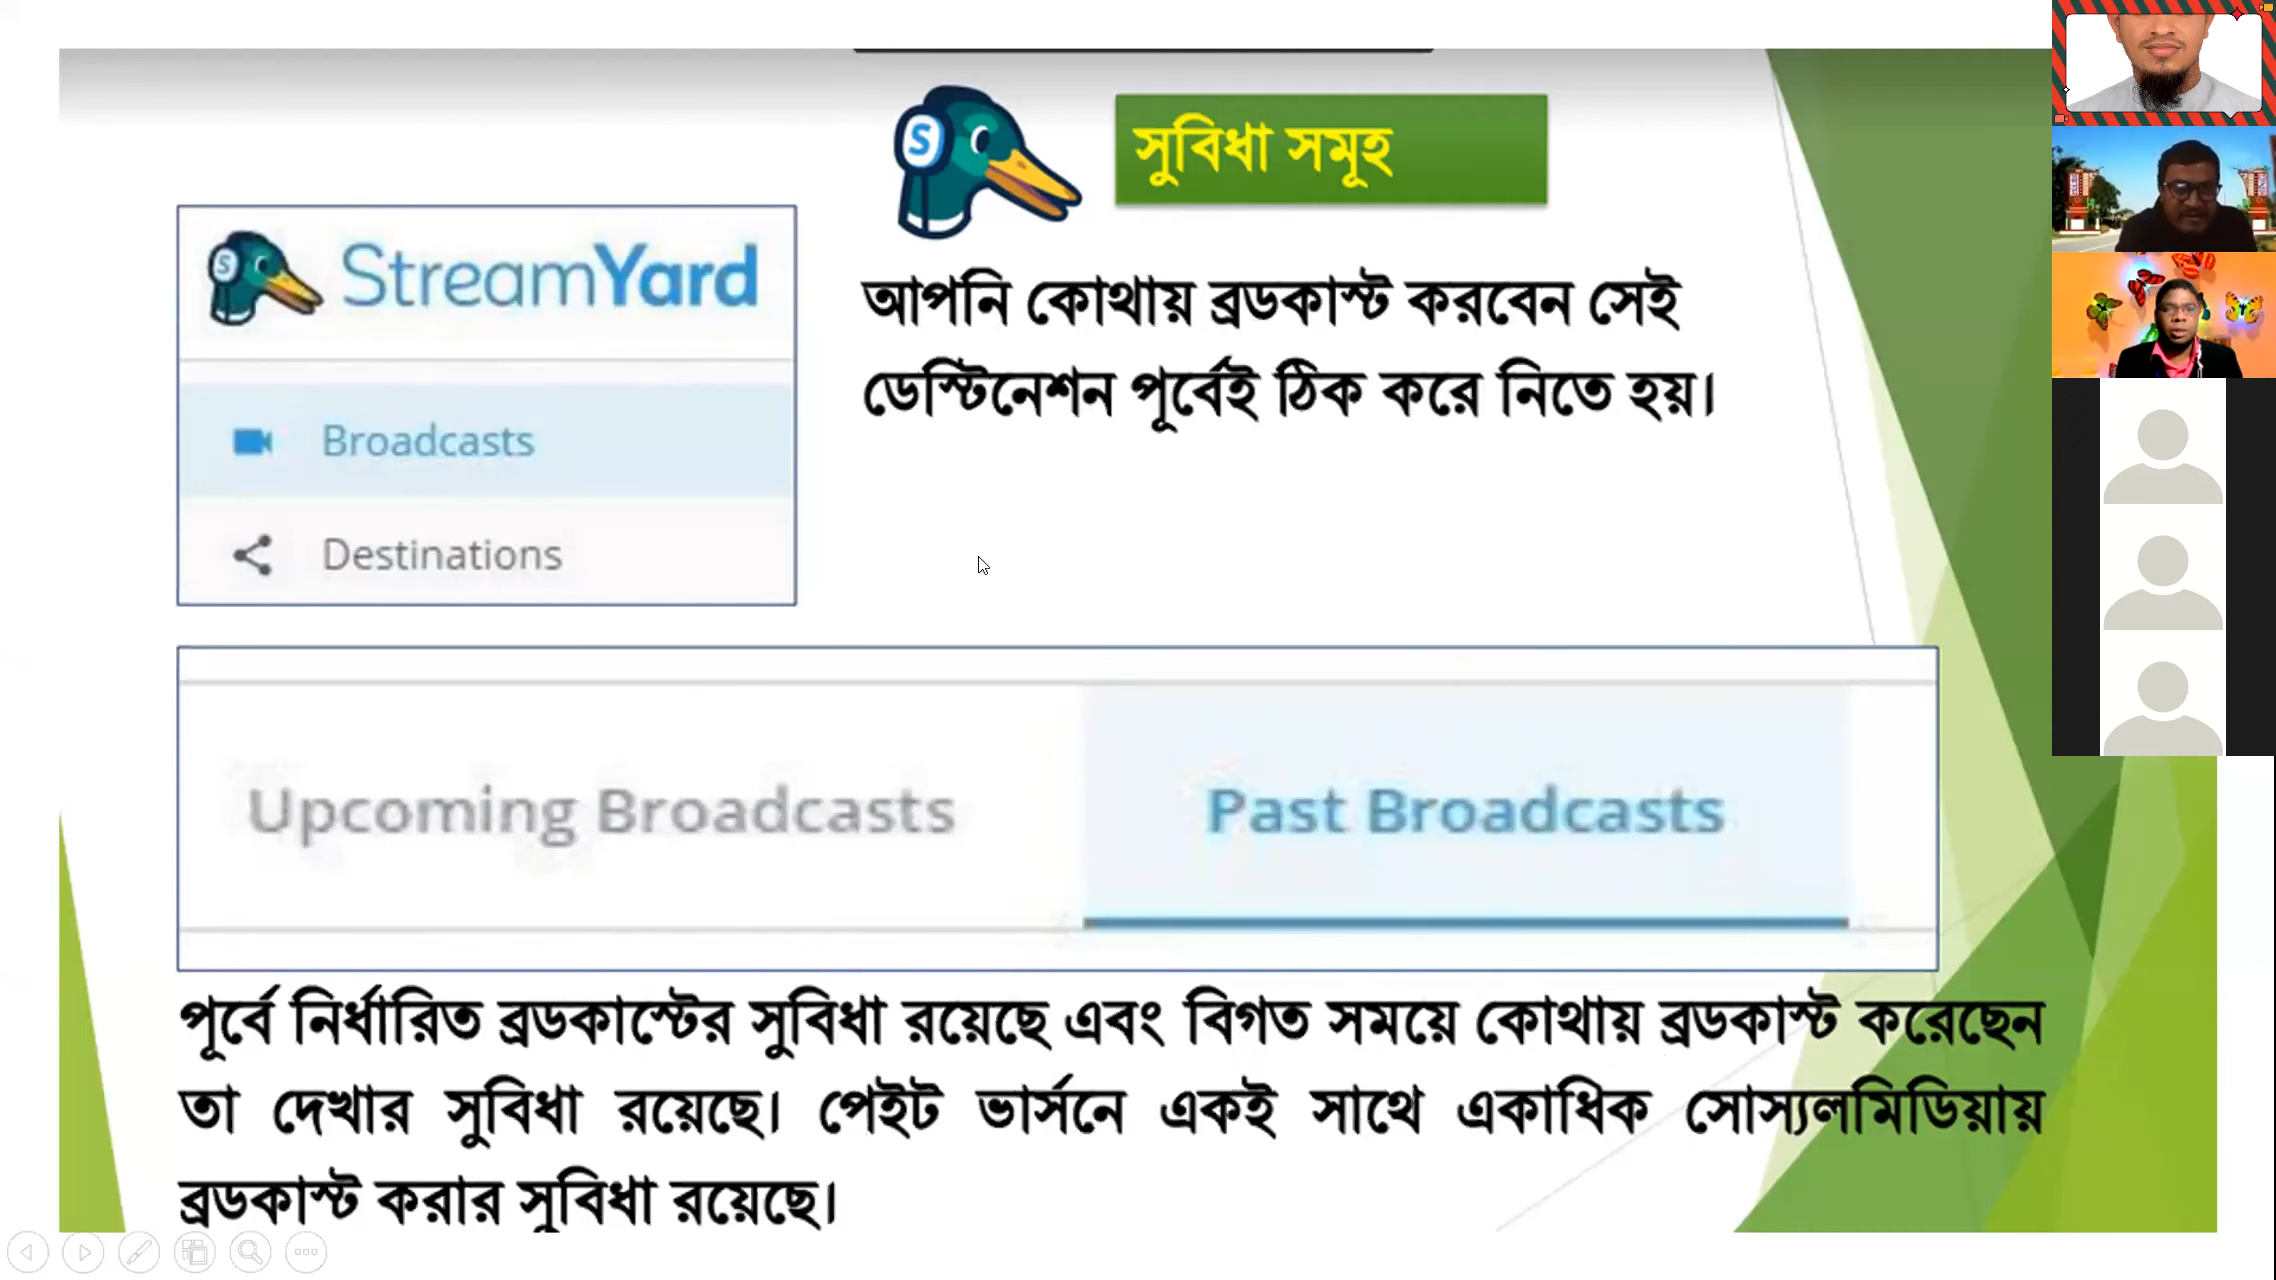 সুবিধা সমূহ
StreamYard
Broadcasts
Destinations
আপনি কোথায় ব্রডকাস্ট করবেন সেই
ডেস্টিনেশন পূর্বেই ঠিক করে নিতে হয়।
Upcoming Broadcasts
Past Broadcasts
পূর্বে নির্ধারিত ব্রডকাস্টের সুবিধা রয়েছে এবং বিগত সময়ে কোথায় ব্রডকাস্ট করেছেন
তা দেখার সুবিধা রয়েছে। পেইট ভার্সনে একই সাথে একাধিক সোস্যলমিডিয়ায়
ব্রডকাস্ট করার সুবিধা রয়েছে।